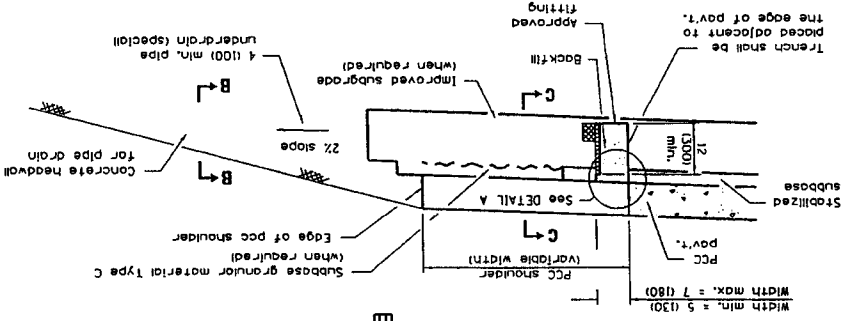 Width min. = 5 (130)
Width max. = 7 (180)
PCC shoulder
(variable width)
Subbase granular material Type C
(when required)
Edge of pcc shoulder
PCC
pav't.
C
See DETAIL A
Stabilized
subbase
12
(300)
min.
2% slope
Concrete headwall
for pipe drain
B
B
C
Trench shall be
placed adjacent to
the edge of pav't.
Backfill
Approved
fitting
Improved subgrade
(when required)
4 (100) min. pipe
underdrain (special)